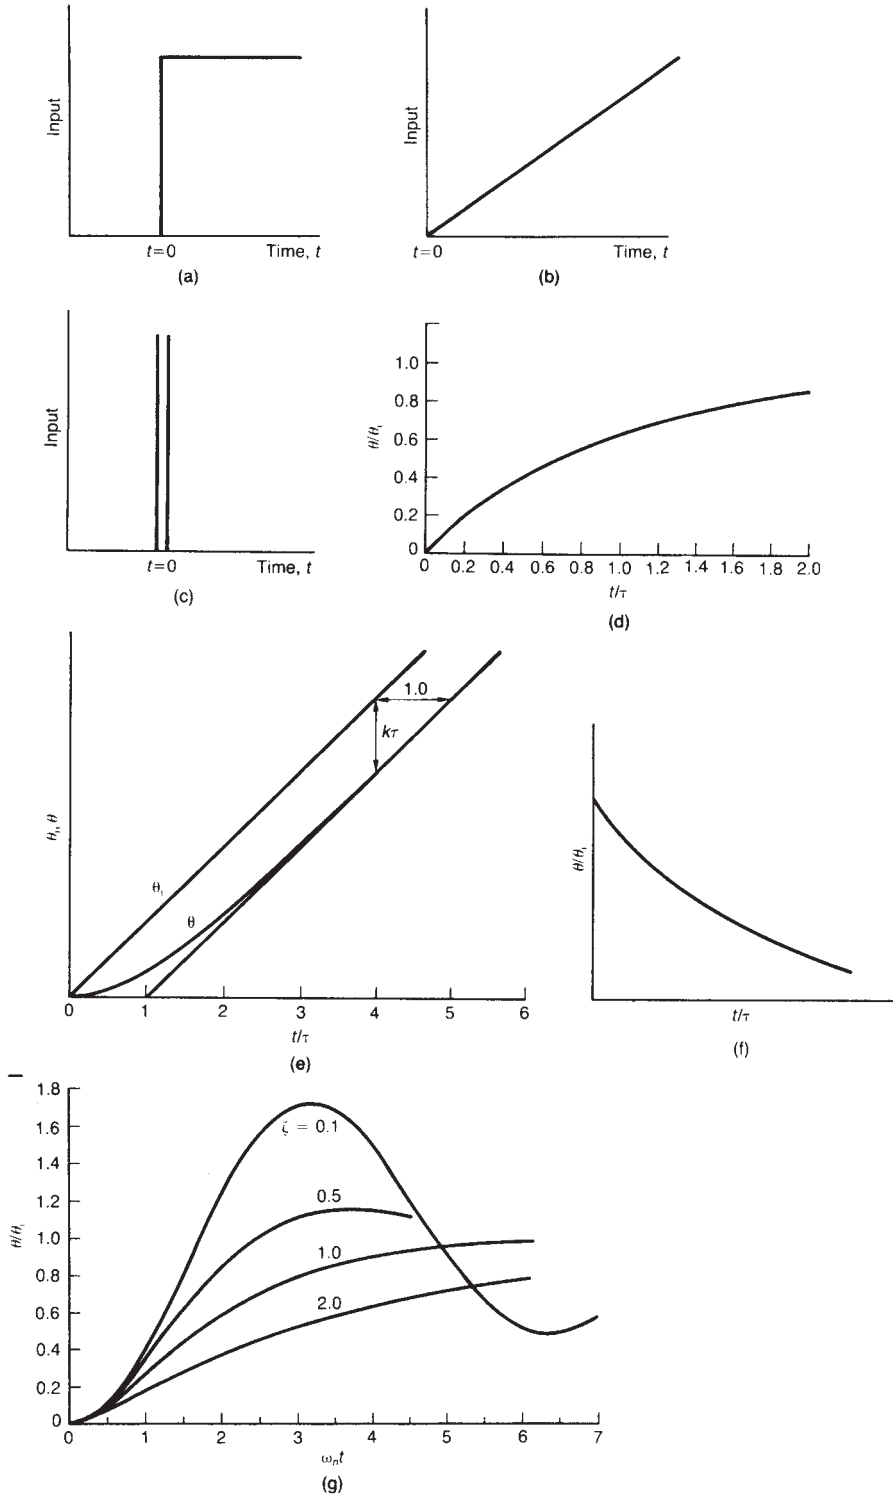 Input
t=0
Time, t
(a)
Input
t=0
Time, t
(b)
Input
t=0
Time, t
(c)
θ/θᵢ
1.0
0.8
0.6
0.4
0.2
0
0 0.2 0.4 0.6 0.8 1.0 1.2 1.4 1.6 1.8 2.0
t/τ
(d)
θᵢ, θ
1.0
kτ
θᵢ
θ
0 1 2 3 4 5 6
t/τ
(e)
θ/θᵢ
t/τ
(f)
θ/θᵢ
1.8
1.6
1.4
1.2
1.0
0.8
0.6
0.4
0.2
0
ζ = 0.1
0.5
1.0
2.0
0 1 2 3 4 5 6 7
ωₙt
(g)